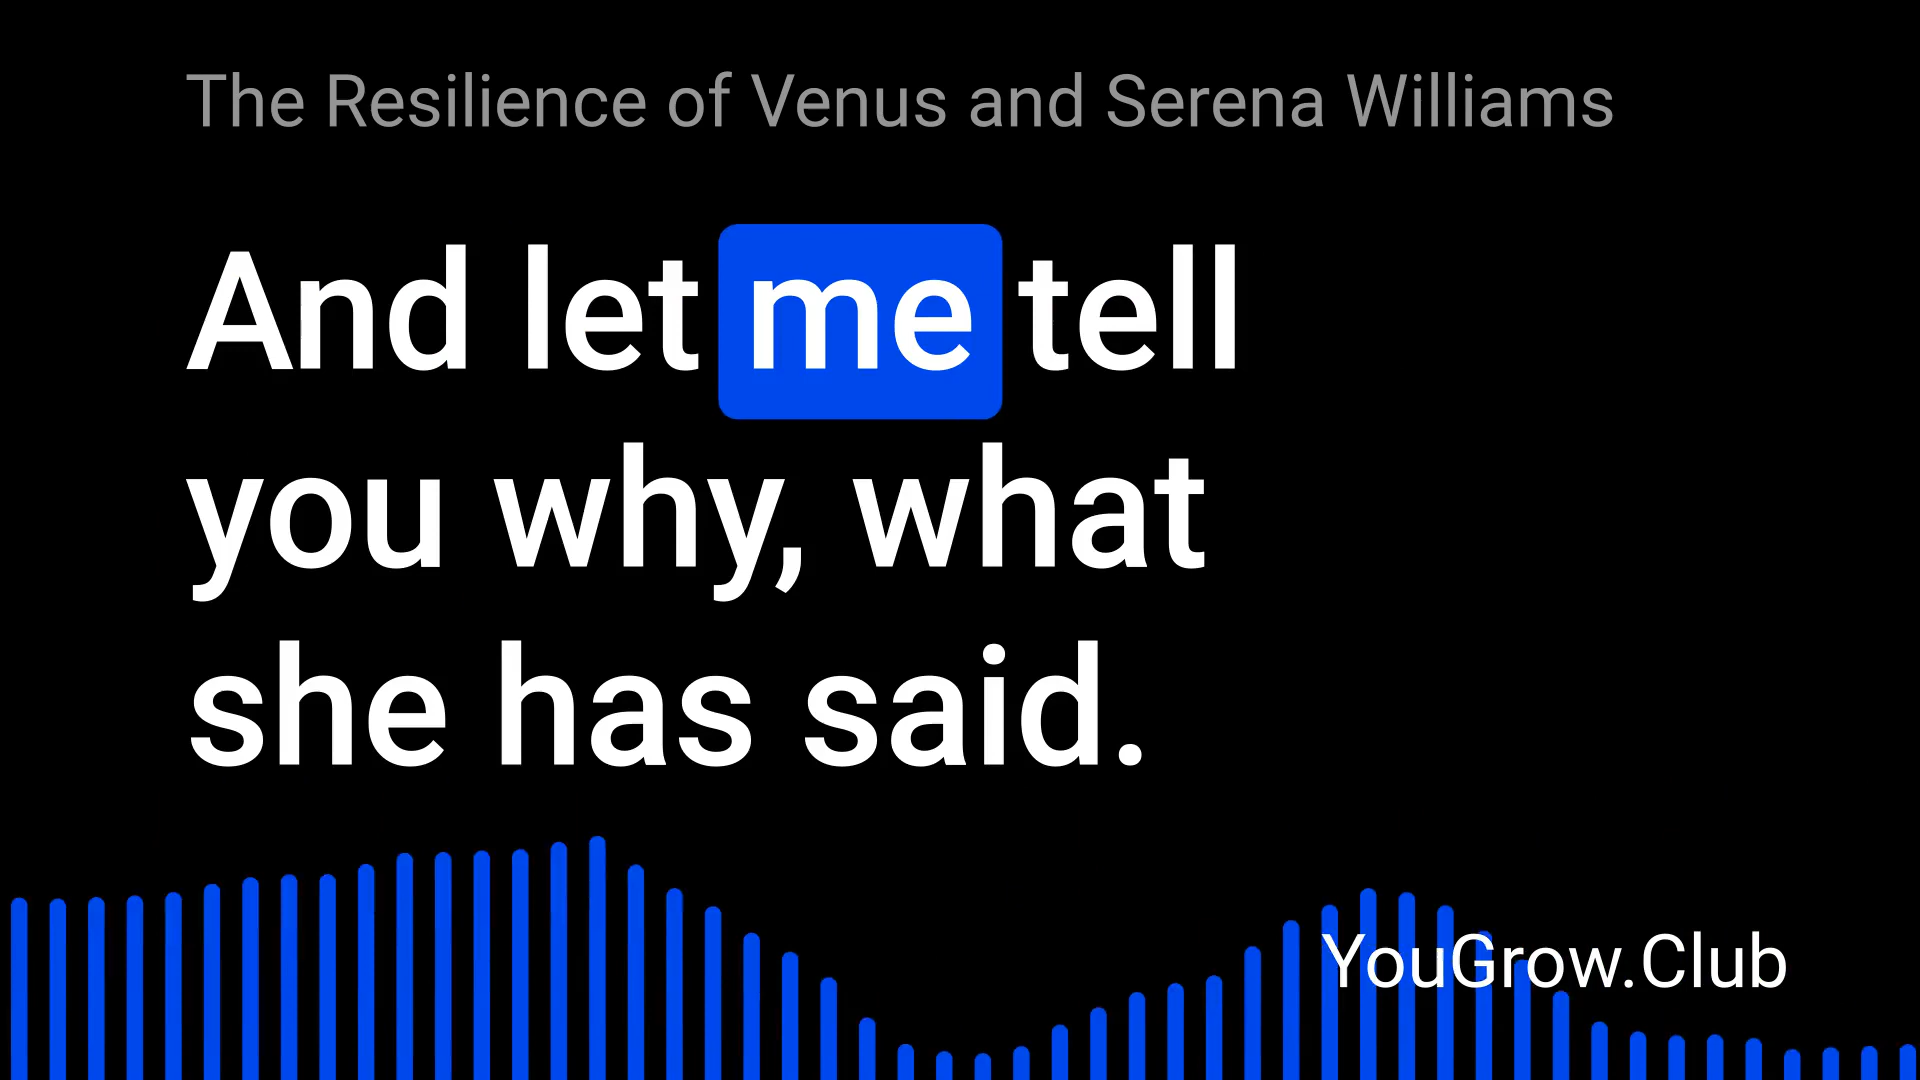 The Resilience of Venus and Serena Williams
And let me tell
you why, what
she has said.
YouGrow.Club